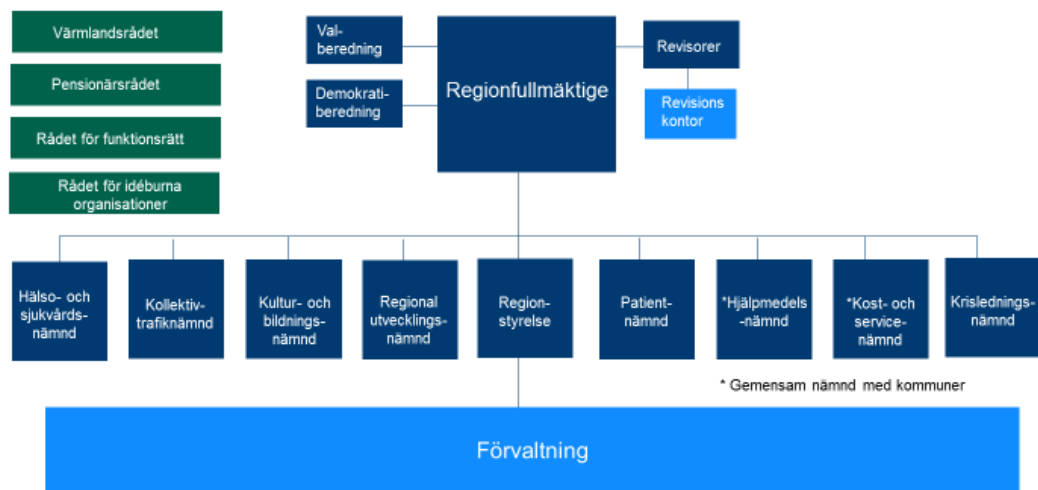 Värmlandsrådet
Pensionärsrådet
Rådet för funktionsrätt
Rådet för idéburna
organisationer
Val-
beredning
Demokrati-
beredning
Regionfullmäktige
Revisorer
Revisions
kontor
Hälso- och
sjukvårds-
nämnd
Kollektiv-
trafiknämnd
Kultur- och
bildnings-
nämnd
Regional
utvecklings-
nämnd
Region-
styrelse
Patient-
nämnd
*Hjälpmedels
-nämnd
*Kost- och
service-
nämnd
Krislednings-
nämnd
* Gemensam nämnd med kommuner
Förvaltning